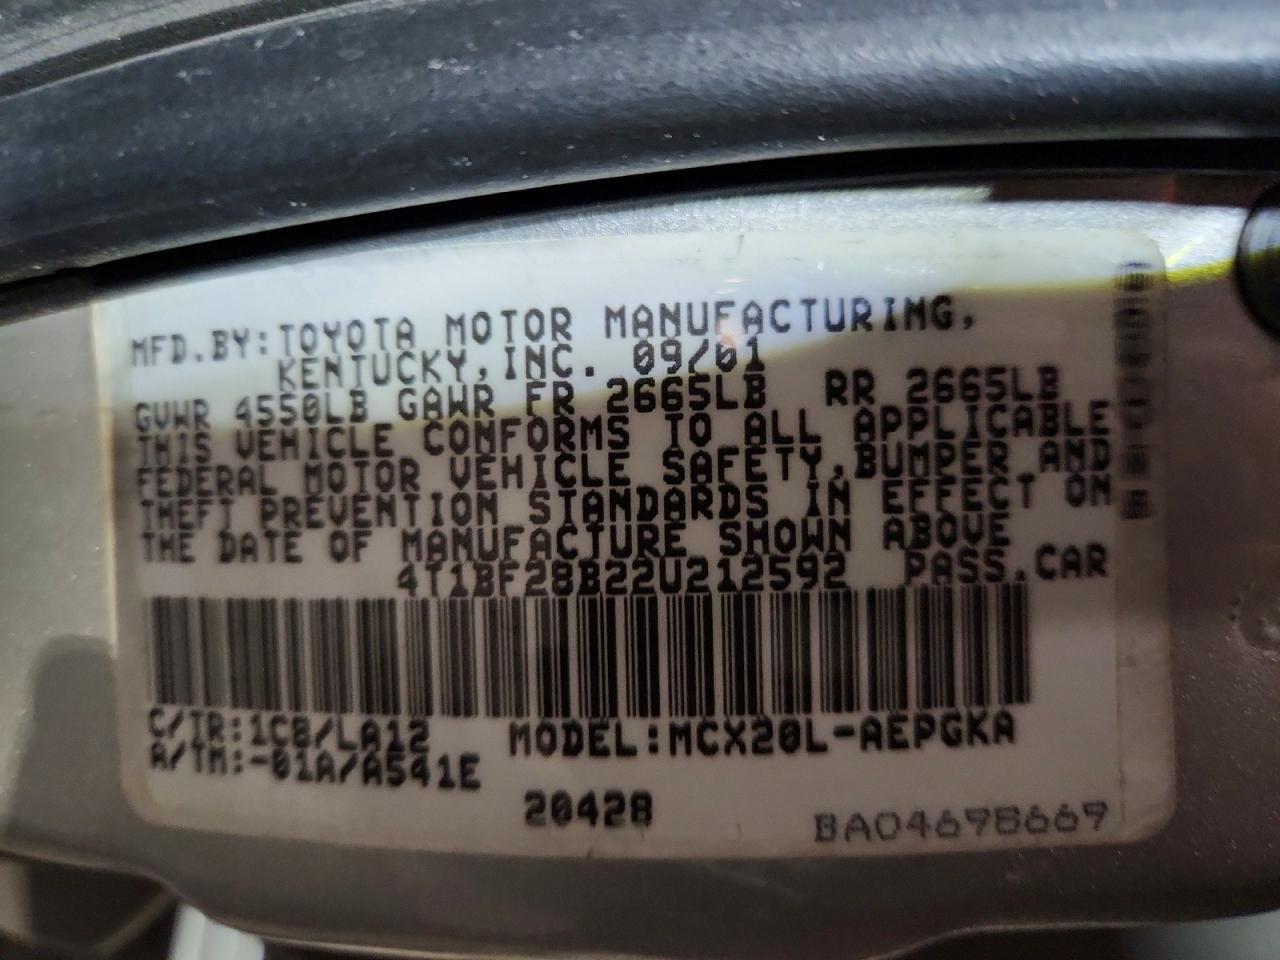 MFD.BY:TOYOTA MOTOR MANUFACTURING,
KENTUCKY,INC. 09/01
GVWR 4550LB GAWR FR 2665LB RR 2665LB
THIS VEHICLE CONFORMS TO ALL APPLICABLE
FEDERAL MOTOR VEHICLE SAFETY,BUMPER AND
THEFT PREVENTION STANDARDS IN EFFECT ON
THE DATE OF MANUFACTURE SHOWN ABOVE
4T1BF28B22U212592 PASS.CAR
C/TR:1C8/LA12 MODEL:MCX20L-AEPGKA
A/TM:-01A/A541E
20428
BA04698669